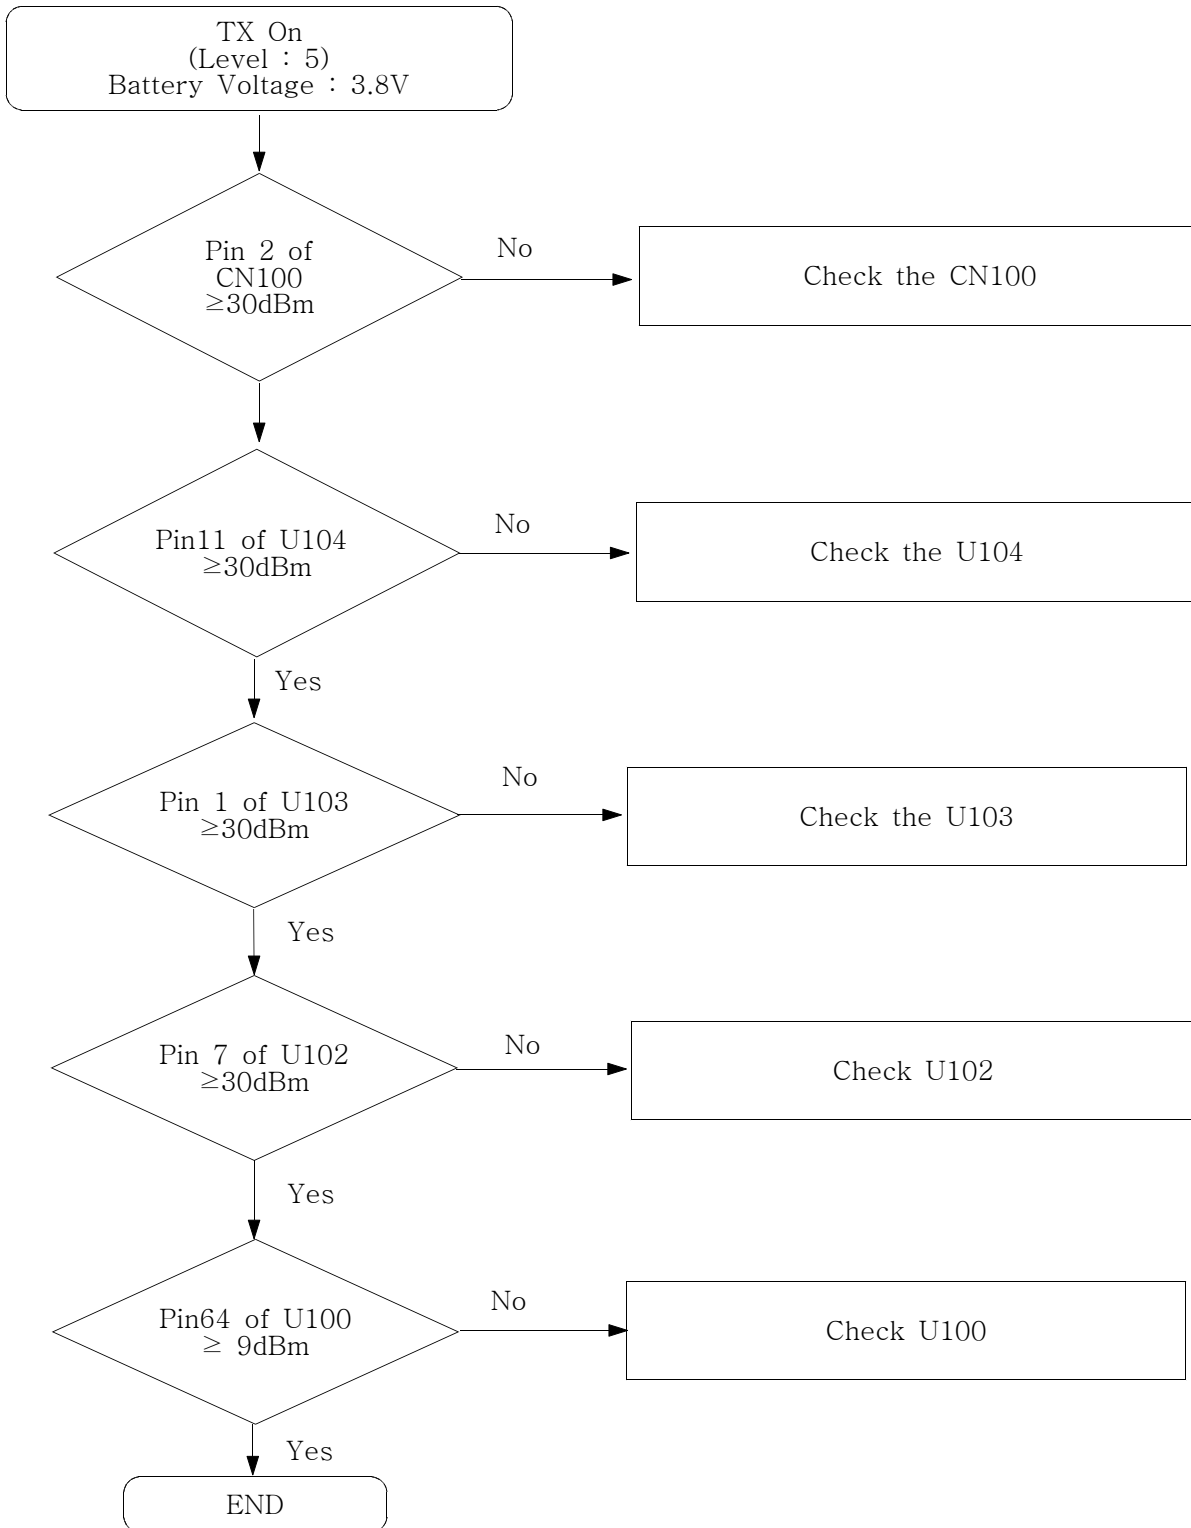 TX On
(Level : 5)
Battery Voltage : 3.8V
Pin 2 of
CN100
≥30dBm
No
Check the CN100
Pin11 of U104
≥30dBm
No
Check the U104
Yes
Pin 1 of U103
≥30dBm
No
Check the U103
Yes
Pin 7 of U102
≥30dBm
No
Check U102
Yes
Pin64 of U100
≥ 9dBm
No
Check U100
Yes
END